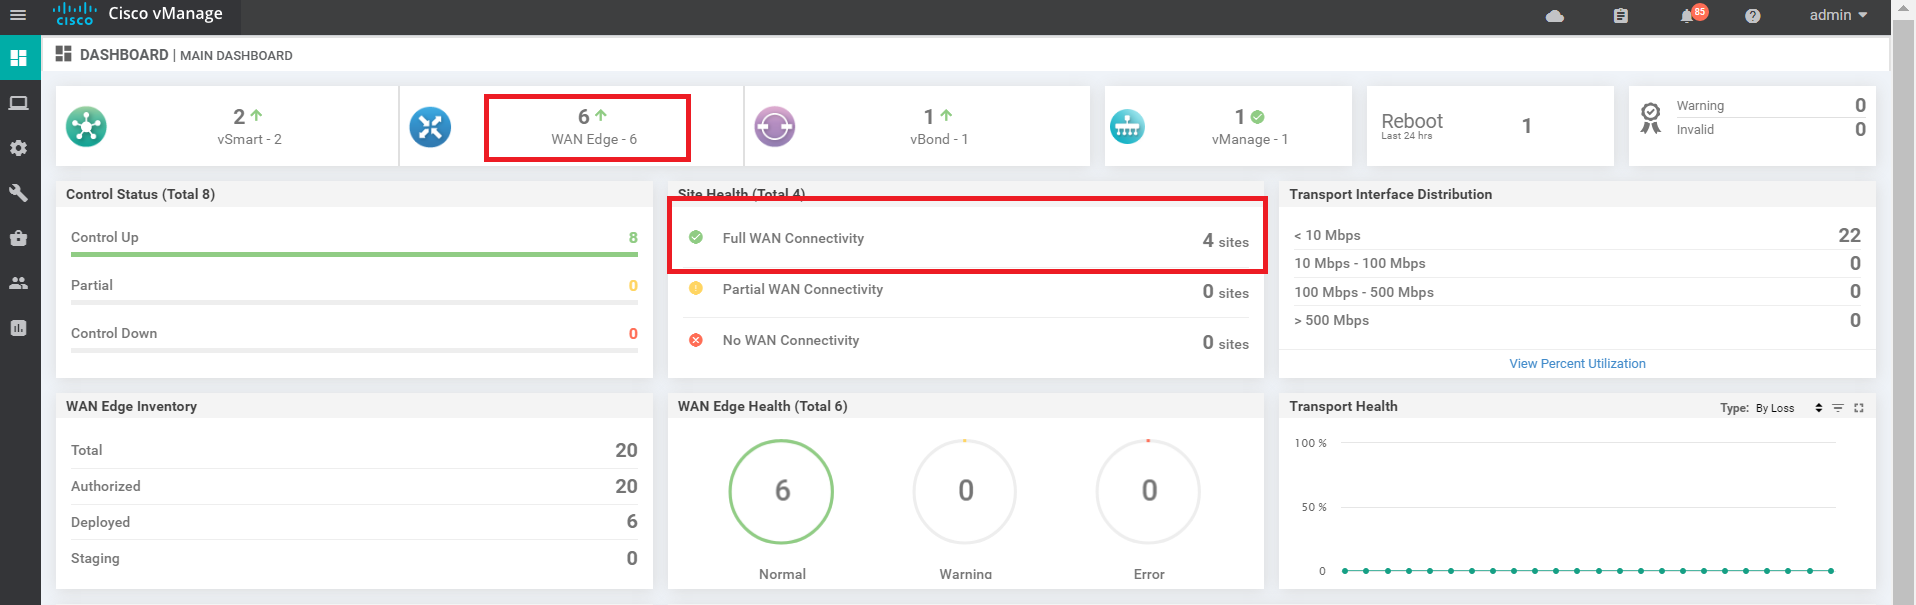 cisco Cisco vManage
85
admin
DASHBOARD | MAIN DASHBOARD
2
vSmart - 2
6
WAN Edge - 6
1
vBond - 1
1
vManage - 1
Reboot
Last 24 hrs
1
Warning 0
Invalid 0
Control Status (Total 8)
Control Up 8
Partial 0
Control Down 0
Site Health (Total 4)
Full WAN Connectivity 4 sites
Partial WAN Connectivity 0 sites
No WAN Connectivity 0 sites
Transport Interface Distribution
< 10 Mbps 22
10 Mbps - 100 Mbps 0
100 Mbps - 500 Mbps 0
> 500 Mbps 0
View Percent Utilization
WAN Edge Inventory
Total 20
Authorized 20
Deployed 6
Staging 0
WAN Edge Health (Total 6)
6 0 0
Normal Warning Error
Transport Health
Type: By Loss
100 %
50 %
0